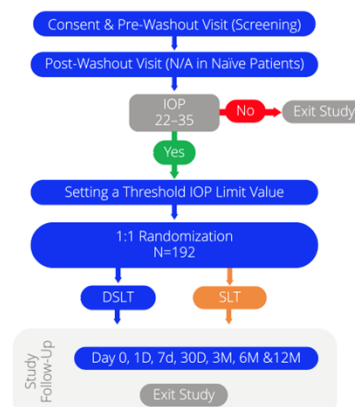 Consent & Pre-Washout Visit (Screening)
Post-Washout Visit (N/A in Naïve Patients)
IOP
22–35
No
Exit Study
Yes
Setting a Threshold IOP Limit Value
1:1 Randomization
N=192
DSLT
SLT
Study
Follow-Up
Day 0, 1D, 7d, 30D, 3M, 6M &12M
Exit Study